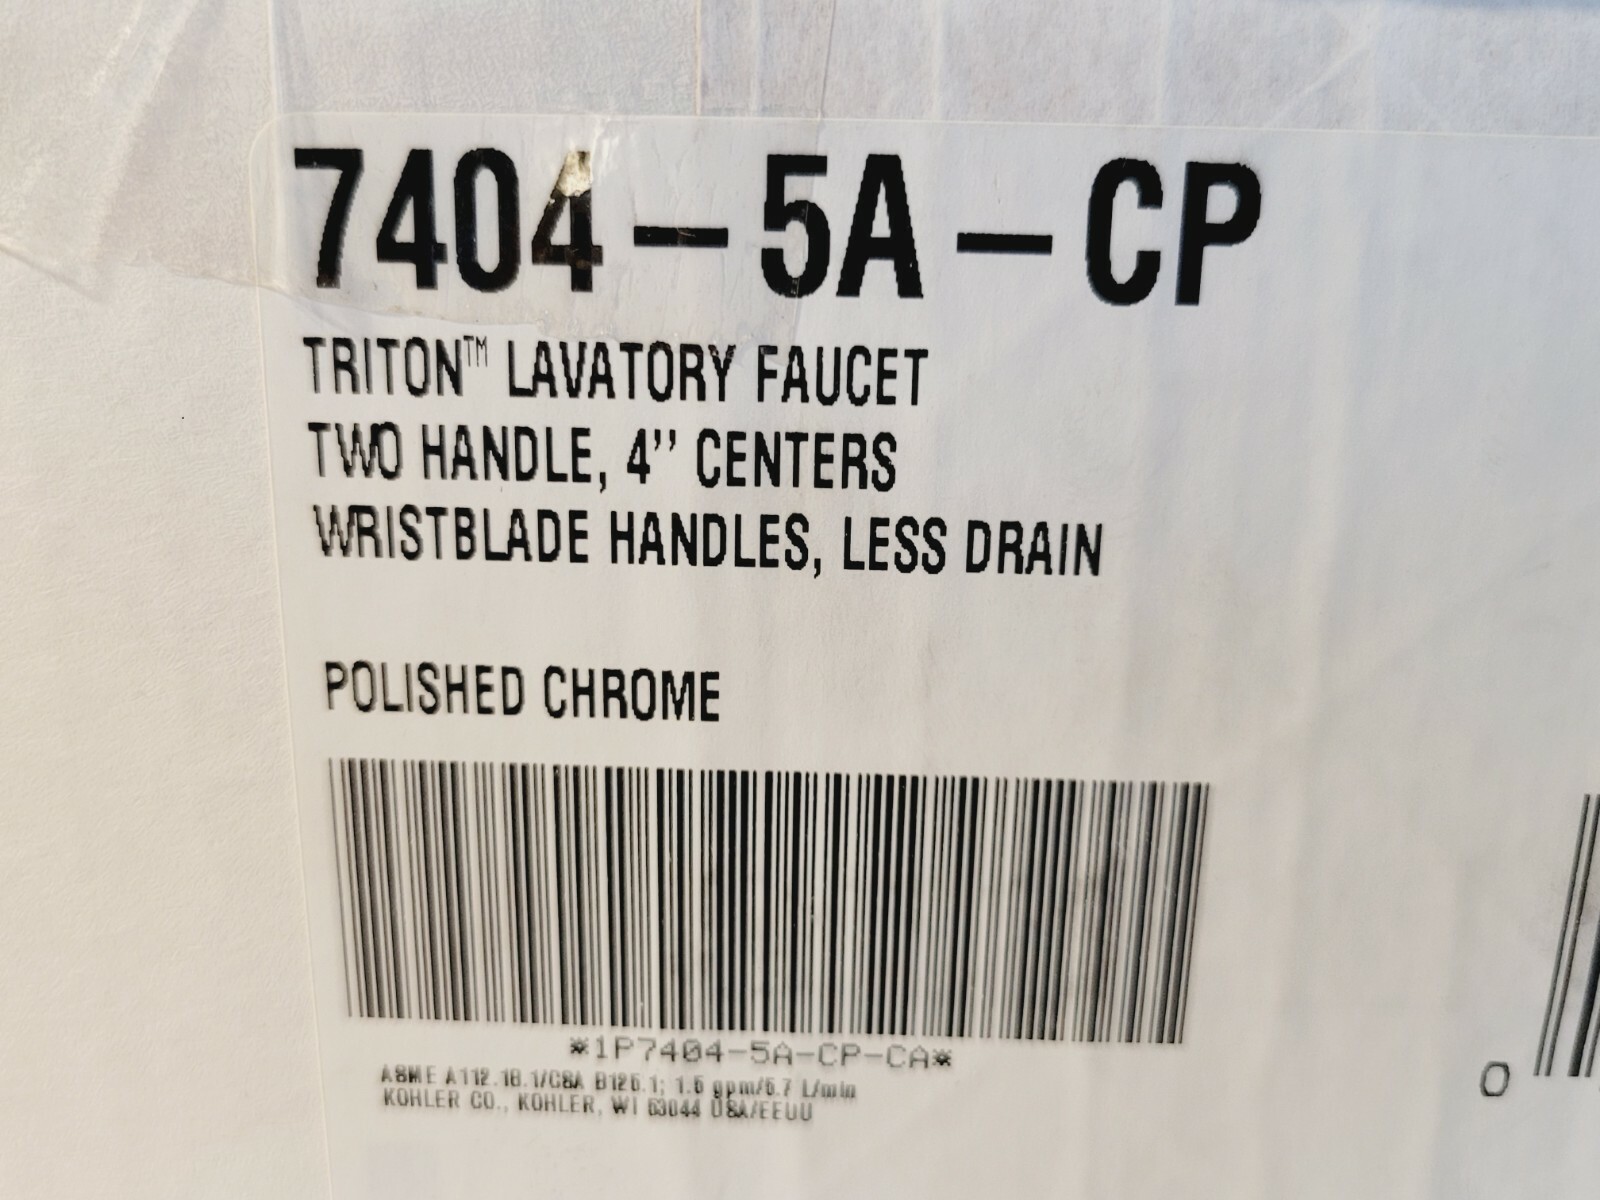 7404-5A-CP
TRITON™ LAVATORY FAUCET
TWO HANDLE, 4" CENTERS
WRISTBLADE HANDLES, LESS DRAIN
POLISHED CHROME
*1P7404-5A-CP-CA*
ASME A112.18.1/CSA B125.1; 1.5 gpm/5.7 L/min
KOHLER CO., KOHLER, WI 53044 USA/EEUU
0